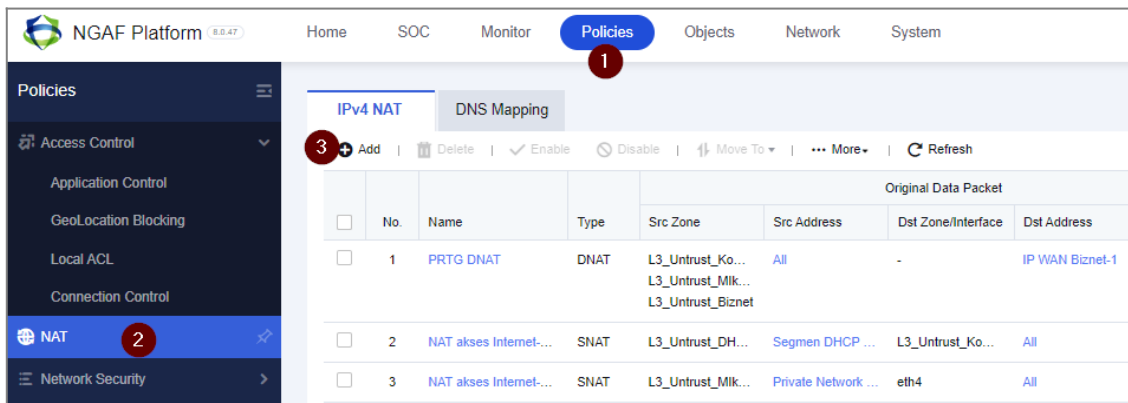 NGAF Platform 8.0.47 Home SOC Monitor Policies Objects Network System
1
Policies
IPv4 NAT DNS Mapping
Access Control
3 Add | Delete | Enable Disable | Move To | ••• More | Refresh
Application Control
Original Data Packet
GeoLocation Blocking
No. Name Type Src Zone Src Address Dst Zone/Interface Dst Address
Local ACL
1 PRTG DNAT DNAT L3_Untrust_Ko... All - IP WAN Biznet-1
L3_Untrust_Mlk...
L3_Untrust_Biznet
Connection Control
NAT 2
2 NAT akses Internet-... SNAT L3_Untrust_DH... Segmen DHCP ... L3_Untrust_Ko... All
Network Security
3 NAT akses Internet-... SNAT L3_Untrust_Mlk... Private Network ... eth4 All